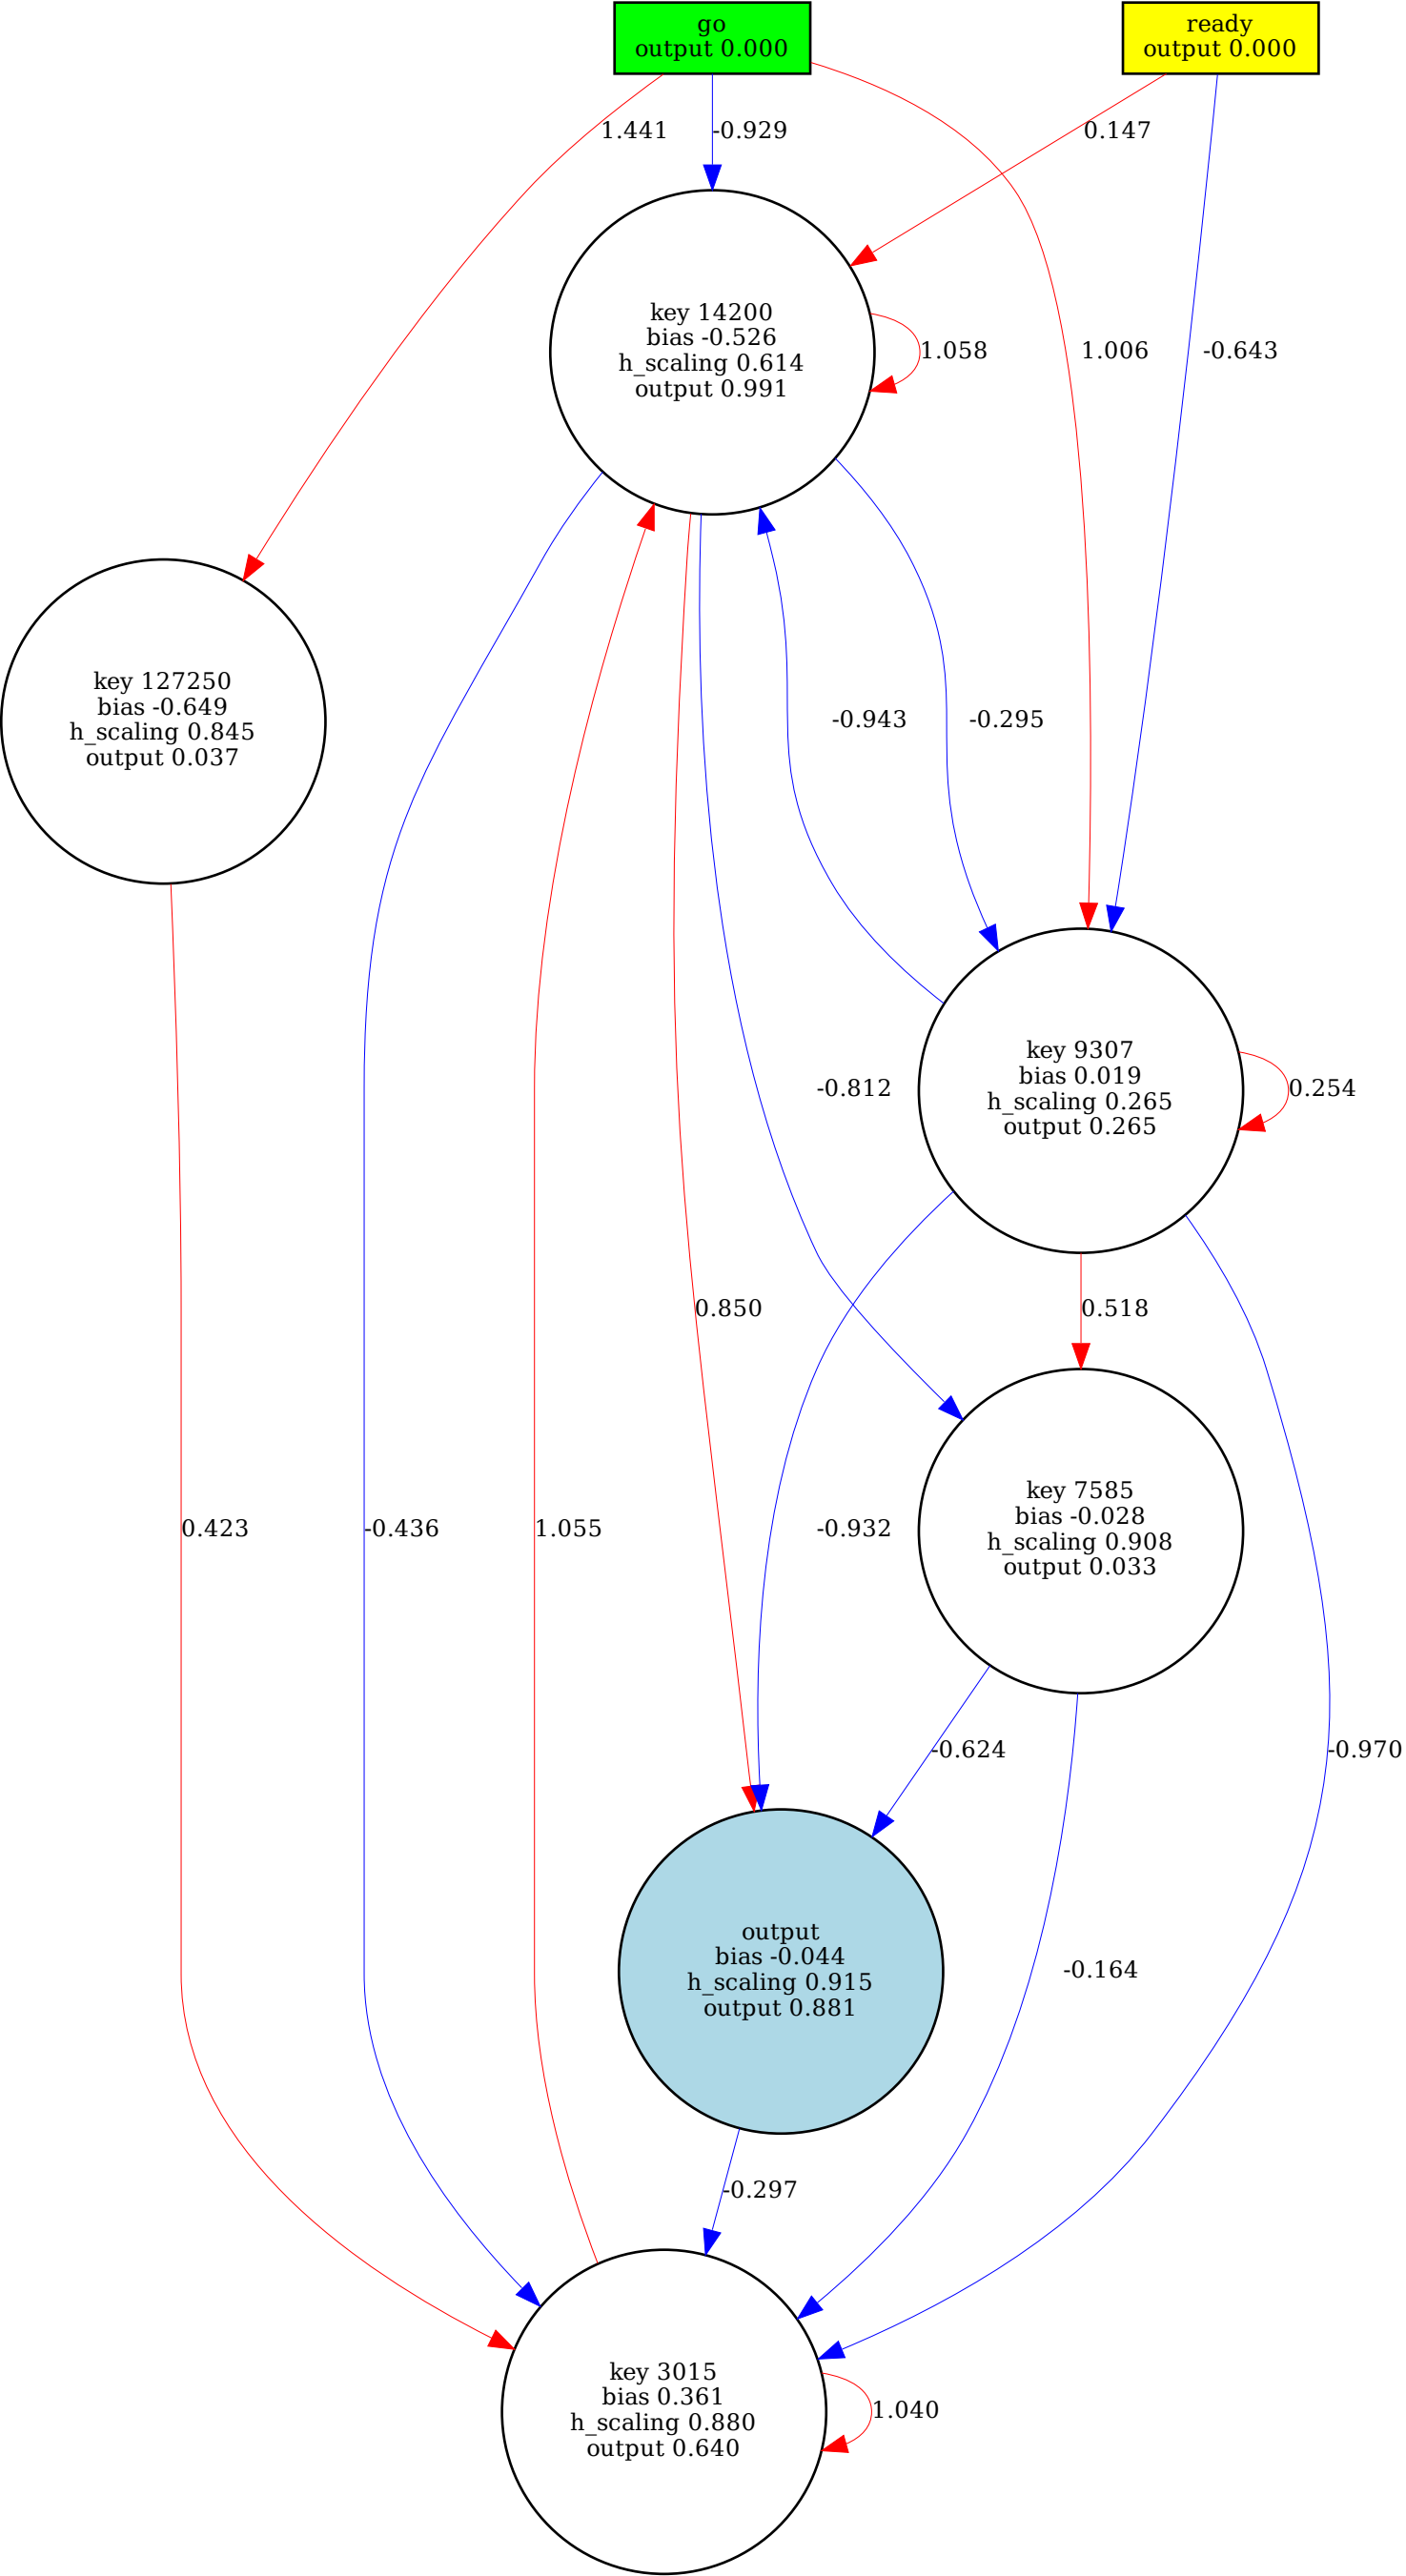 go
output 0.000
ready
output 0.000
1.441
-0.929
0.147
key 14200
bias -0.526
h_scaling 0.614
output 0.991
1.058
1.006
-0.643
key 127250
bias -0.649
h_scaling 0.845
output 0.037
-0.943
-0.295
key 9307
bias 0.019
h_scaling 0.265
output 0.265
-0.812
0.254
0.850
0.518
key 7585
bias -0.028
h_scaling 0.908
output 0.033
0.423
-0.436
1.055
-0.932
-0.624
-0.970
output
bias -0.044
h_scaling 0.915
output 0.881
-0.164
-0.297
key 3015
bias 0.361
h_scaling 0.880
output 0.640
1.040